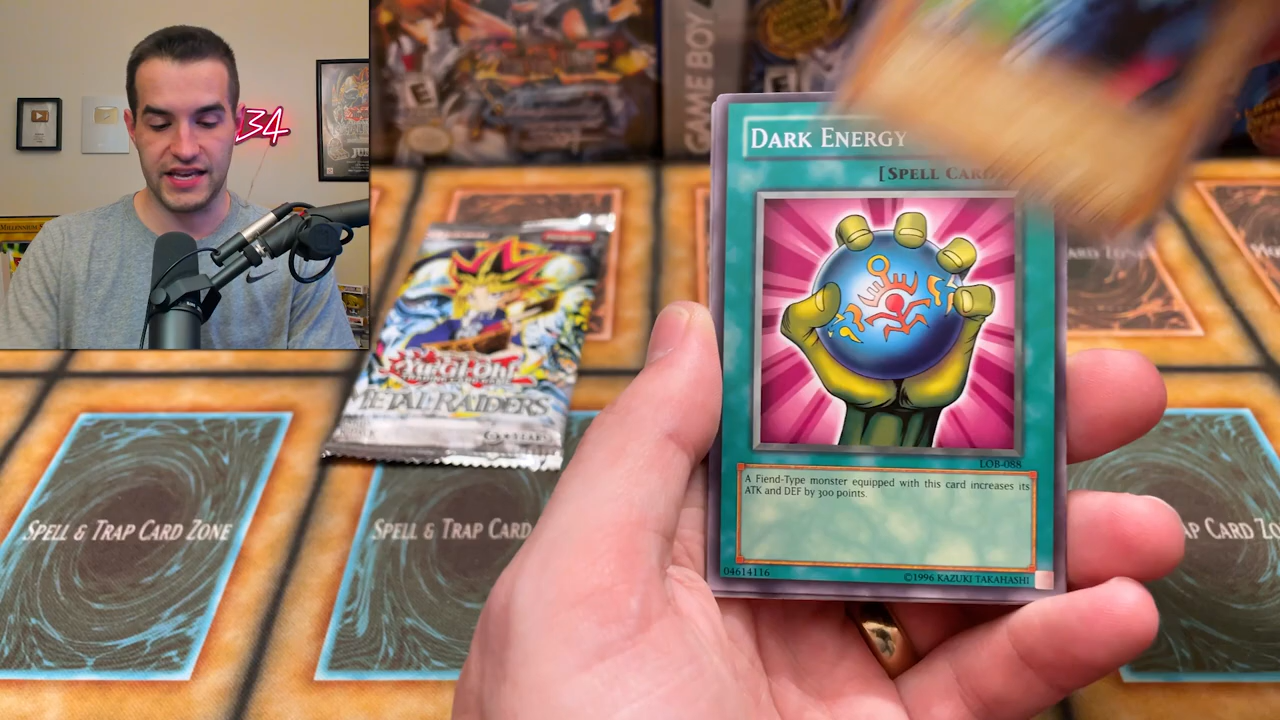 34
GAME BOY
E
E
DARK ENERGY
[SPELL CARD
LOB-088
A Fiend-Type monster equipped with this card increases its
ATK and DEF by 300 points.
04614116
©1996 KAZUKI TAKAHASHI
YU-GI-OH!
METAL RAIDERS
SPELL & TRAP CARD ZONE
SPELL & TRAP CARD
AP CARD ZO